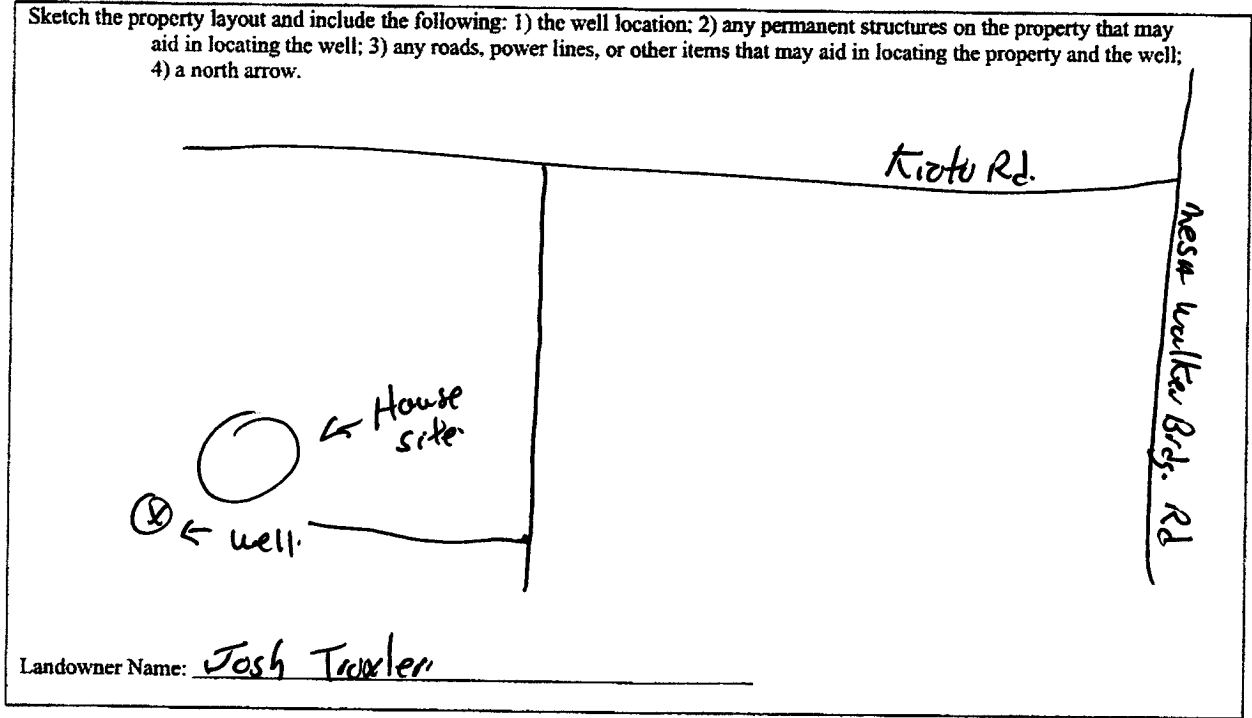 Sketch the property layout and include the following: 1) the well location; 2) any permanent structures on the property that may
aid in locating the well; 3) any roads, power lines, or other items that may aid in locating the property and the well;
4) a north arrow.
Rd.
mesa walker Brdg. Rd
House
site
well.
Landowner Name: Josh